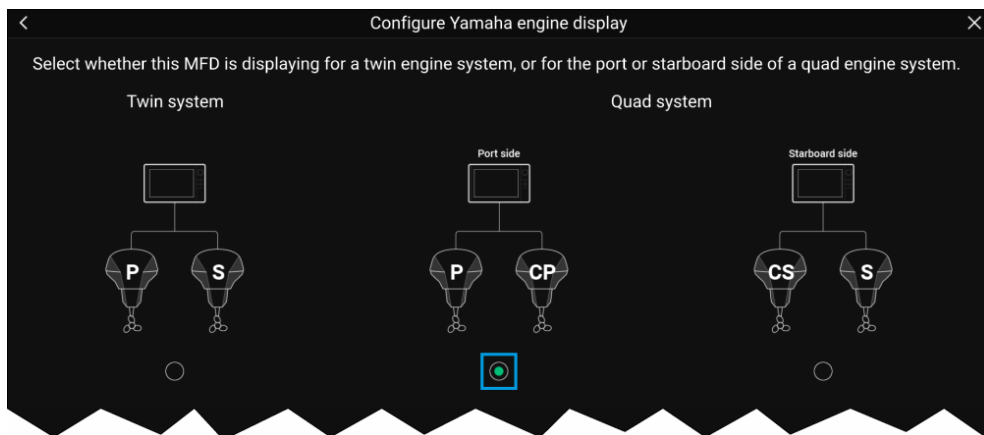 Configure Yamaha engine display
Select whether this MFD is displaying for a twin engine system, or for the port or starboard side of a quad engine system.
Twin system
Quad system
Port side
Starboard side
P
S
P
CP
CS
S